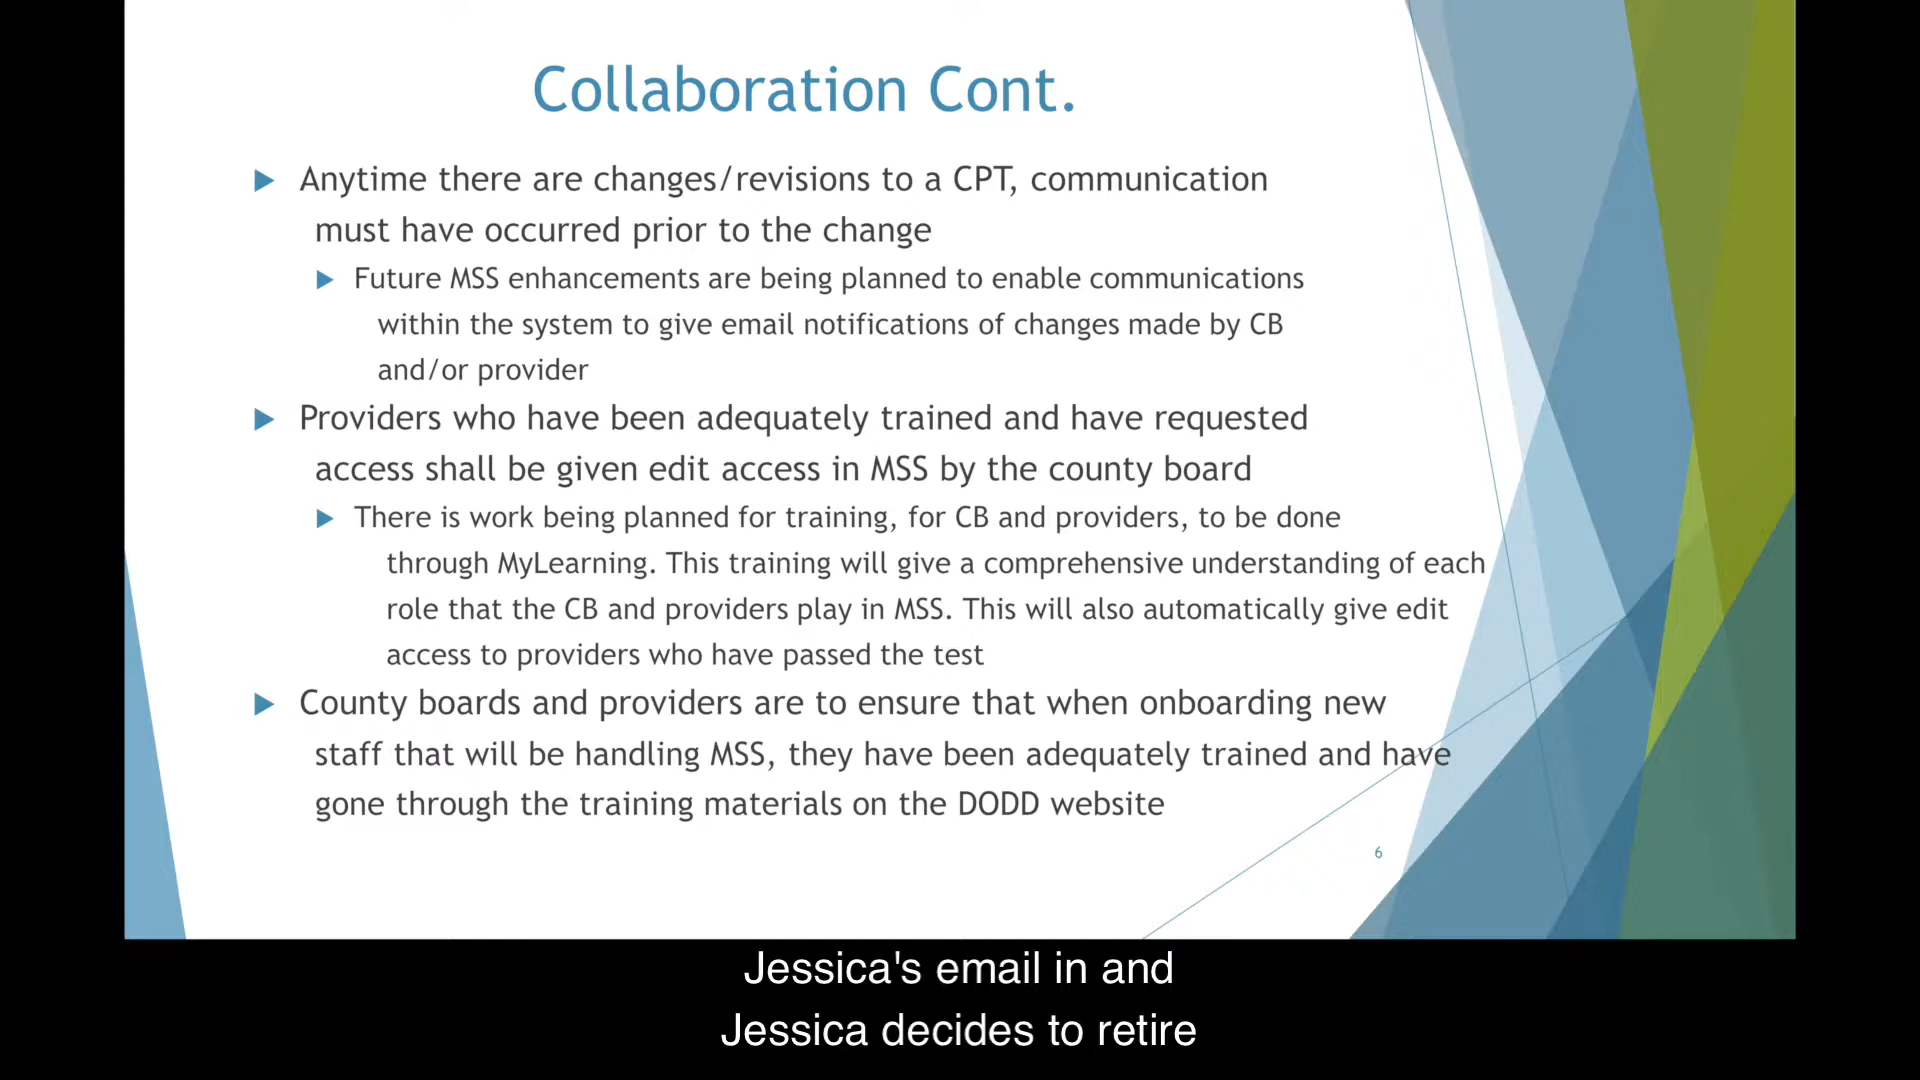 Collaboration Cont.
Anytime there are changes/revisions to a CPT, communication
must have occurred prior to the change
Future MSS enhancements are being planned to enable communications
within the system to give email notifications of changes made by CB
and/or provider
Providers who have been adequately trained and have requested
access shall be given edit access in MSS by the county board
There is work being planned for training, for CB and providers, to be done
through MyLearning. This training will give a comprehensive understanding of each
role that the CB and providers play in MSS. This will also automatically give edit
access to providers who have passed the test
County boards and providers are to ensure that when onboarding new
staff that will be handling MSS, they have been adequately trained and have
gone through the training materials on the DODD website
6
Jessica's email in and
Jessica decides to retire